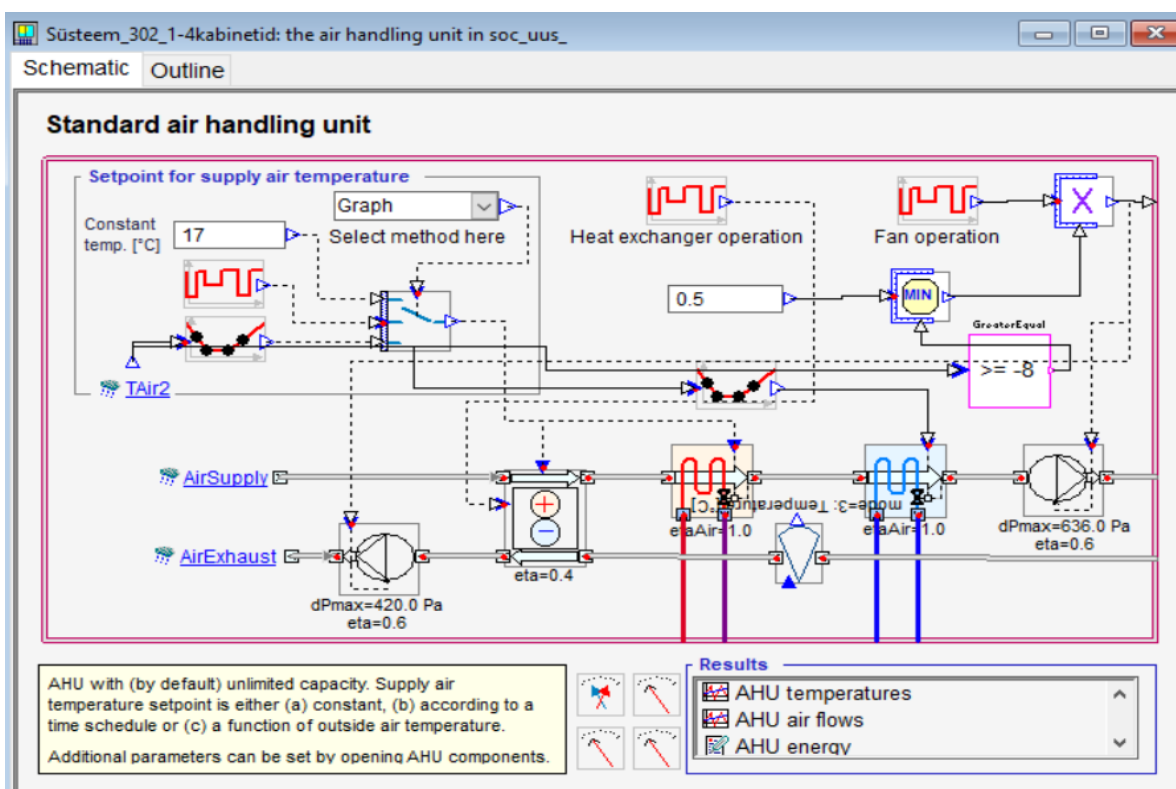 Süsteem_302_1-4kabinetid: the air handling unit in soc_uus_
Schematic Outline
Standard air handling unit
Setpoint for supply air temperature
Constant
temp. [°C]
17
Graph
Select method here
Heat exchanger operation
Fan operation
X
0.5
MIN
GreaterEqual
>= -8
TAir2
AirSupply
mode=3: Temperature [°C]
etaAir=1.0
etaAir=1.0
dPmax=636.0 Pa
eta=0.6
AirExhaust
eta=0.4
dPmax=420.0 Pa
eta=0.6
AHU with (by default) unlimited capacity. Supply air
temperature setpoint is either (a) constant, (b) according to a
time schedule or (c) a function of outside air temperature.
Additional parameters can be set by opening AHU components.
Results
AHU temperatures
AHU air flows
AHU energy